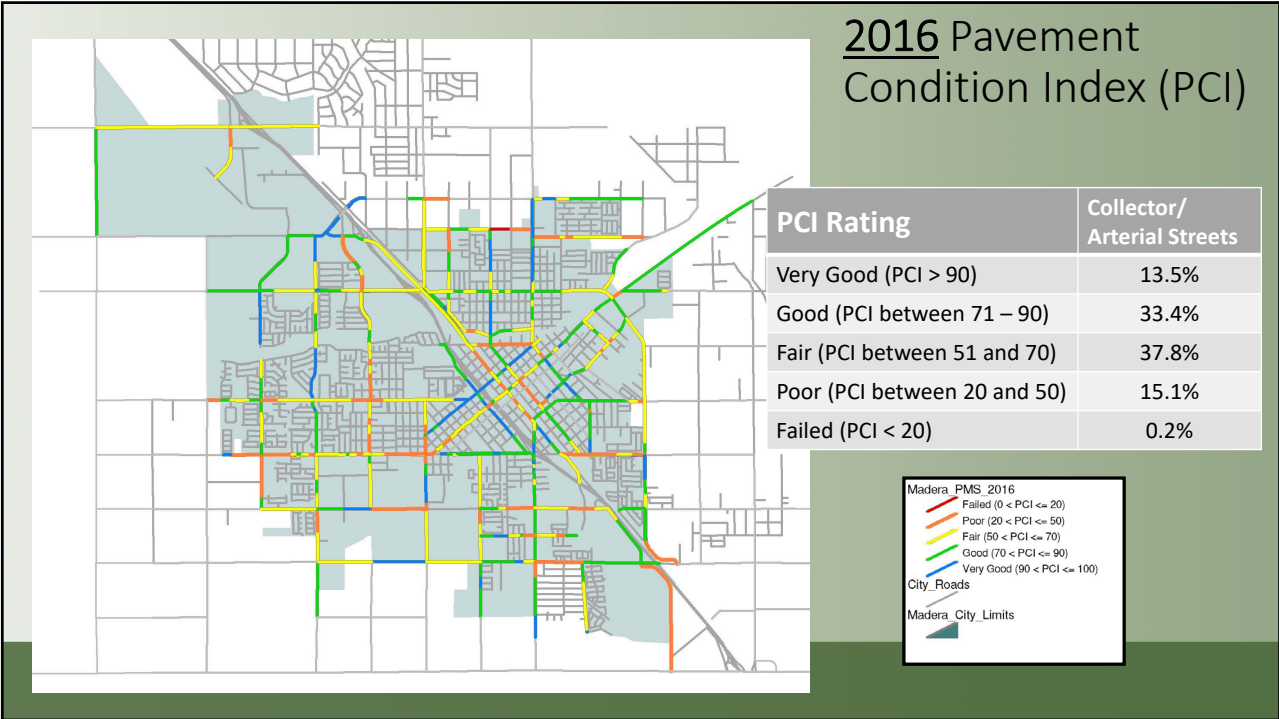 2016 Pavement
Condition Index (PCI)
PCI Rating
Collector/
Arterial Streets
Very Good (PCI > 90)
13.5%
Good (PCI between 71 – 90)
33.4%
Fair (PCI between 51 and 70)
37.8%
Poor (PCI between 20 and 50)
15.1%
Failed (PCI < 20)
0.2%
Madera_PMS_2016
Failed (0 < PCI <= 20)
Poor (20 < PCI <= 50)
Fair (50 < PCI <= 70)
Good (70 < PCI <= 90)
Very Good (90 < PCI <= 100)
City_Roads
Madera_City_Limits